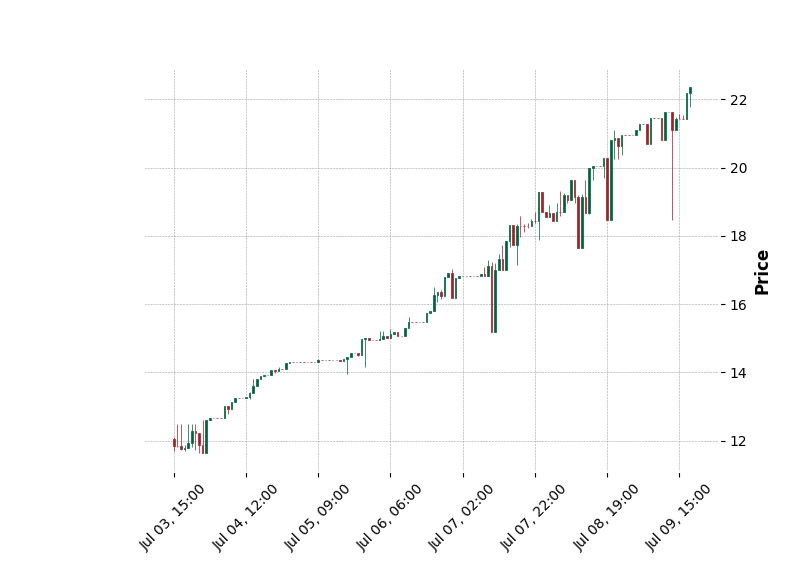 22
20
18
16
14
12
Price
Jul 03, 15:00
Jul 04, 12:00
Jul 05, 09:00
Jul 06, 06:00
Jul 07, 02:00
Jul 07, 22:00
Jul 08, 19:00
Jul 09, 15:00